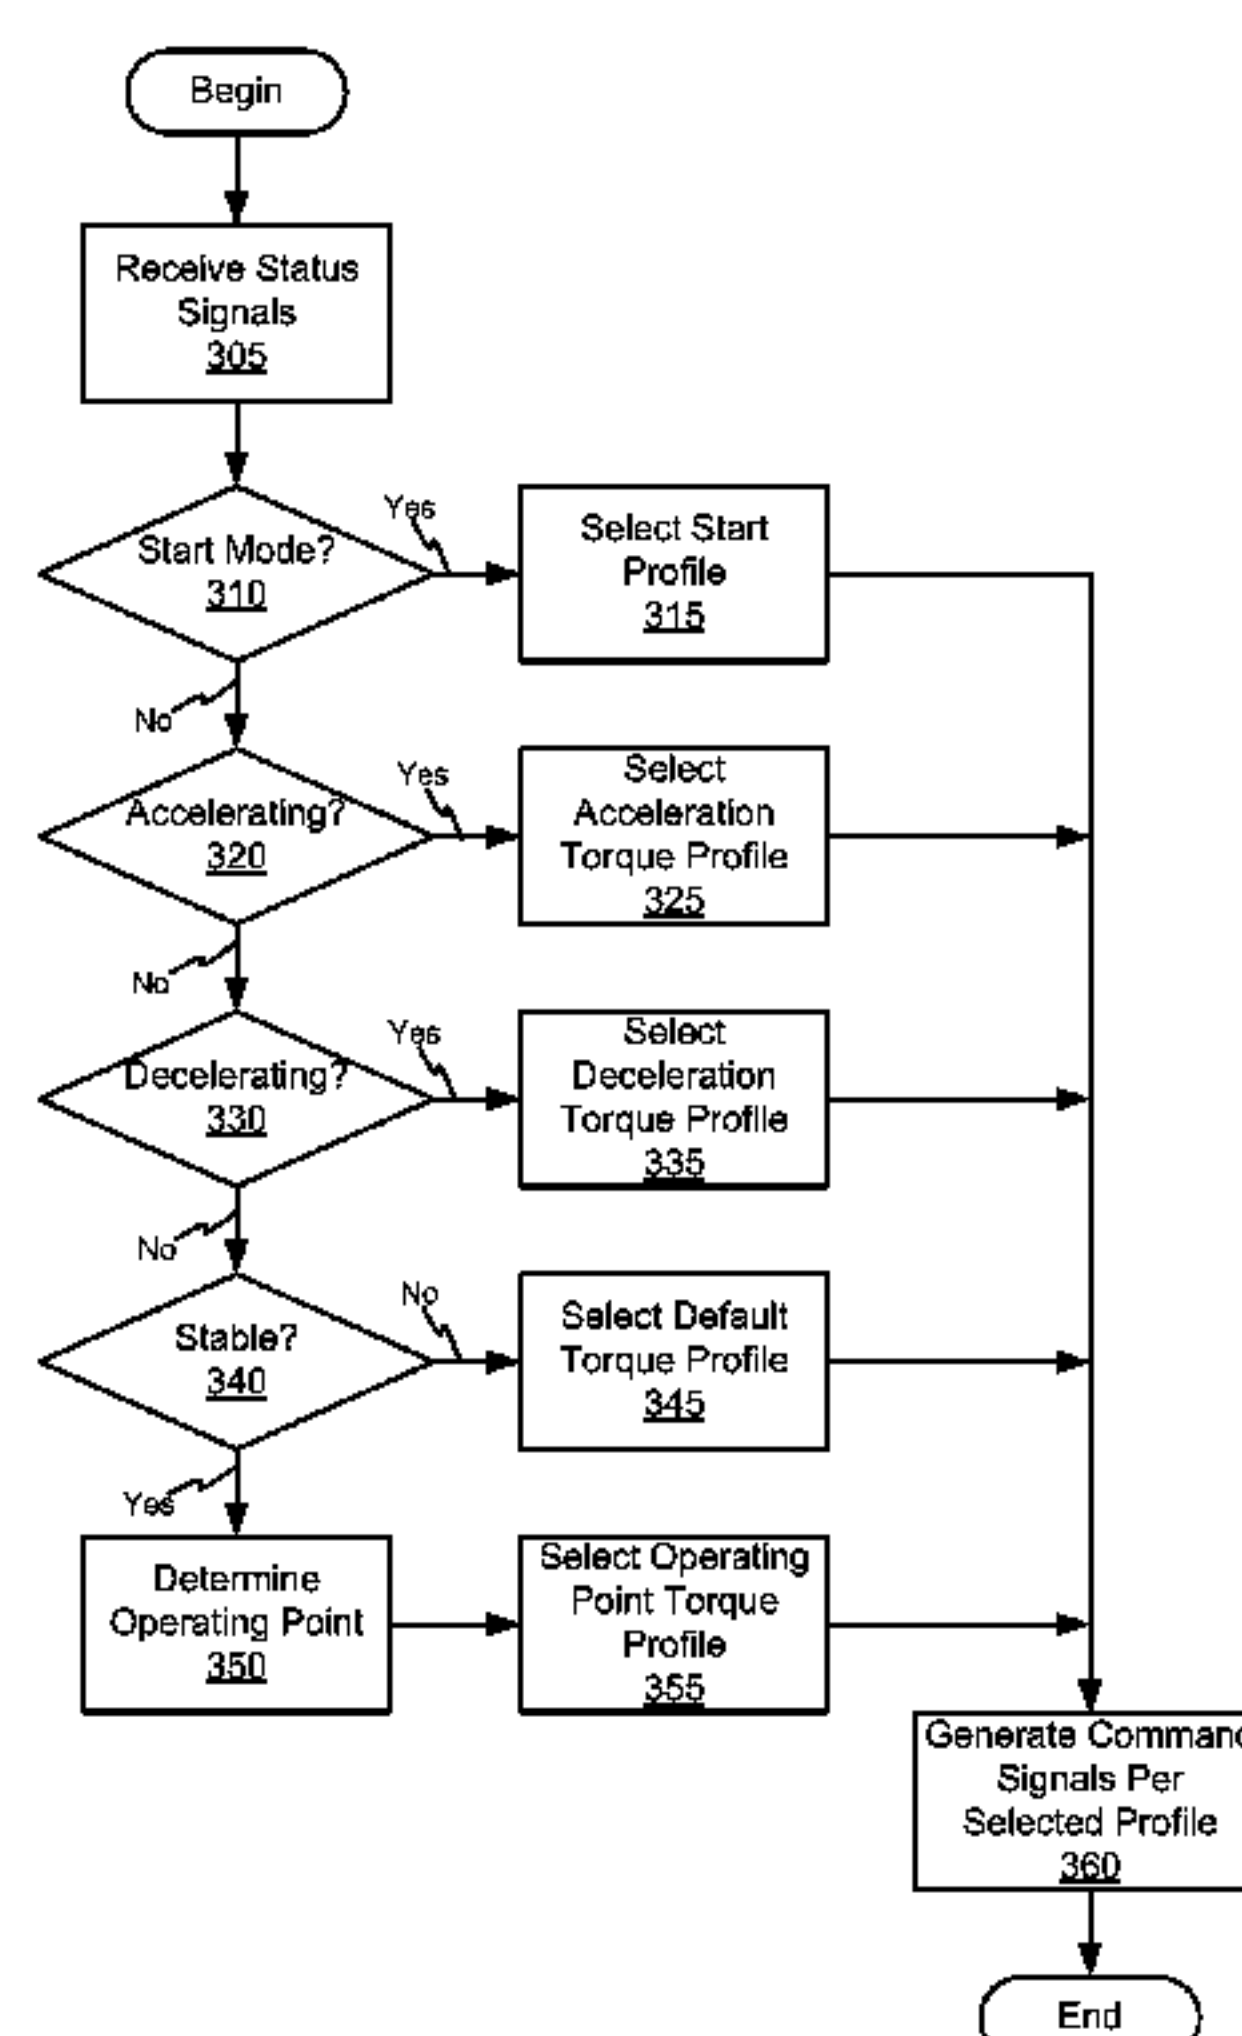 Begin
Receive Status
Signals
305
Start Mode?
310
Yes
Select Start
Profile
315
No
Accelerating?
320
Yes
Select
Acceleration
Torque Profile
325
No
Decelerating?
330
Yes
Select
Deceleration
Torque Profile
335
No
Stable?
340
No
Select Default
Torque Profile
345
Yes
Determine
Operating Point
350
Select Operating
Point Torque
Profile
355
Generate Command
Signals Per
Selected Profile
360
End